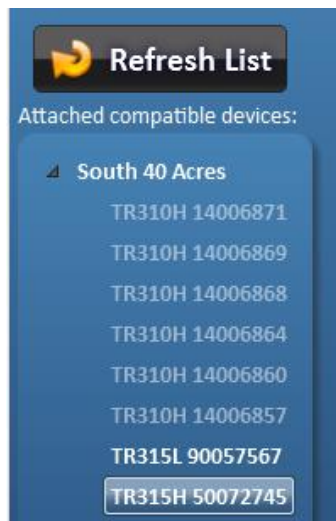 Refresh List
Attached compatible devices:
South 40 Acres
TR310H 14006871
TR310H 14006869
TR310H 14006868
TR310H 14006864
TR310H 14006860
TR310H 14006857
TR315L 90057567
TR315H 50072745